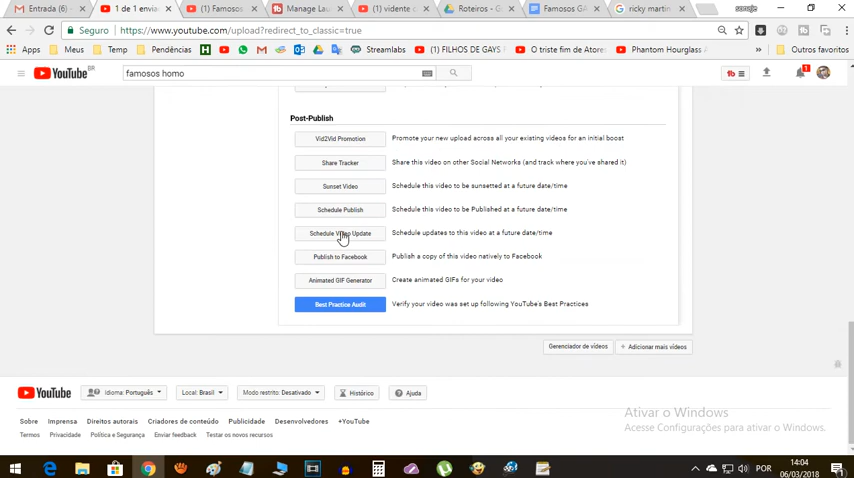 Entrada (6) -
1 de 1 envia
(1) Famosos
Manage Lau
(1) vidente c
Roteiros - G
Famosos GA
ricky martin
Seguro
https://www.youtube.com/upload?redirect_to_classic=true
Apps
Meus
Temp
Pendências
Streamlabs
(1) FILHOS DE GAYS
O triste fim de Atore
Phantom Hourglass
Outros favoritos
YouTube BR
famosos homo
Post-Publish
Vid2Vid Promotion Promote your new upload across all your existing videos for an initial boost
Share Tracker Share this video on other Social Networks (and track where you've shared it)
Sunset Video Schedule this video to be sunsetted at a future date/time
Schedule Publish Schedule this video to be Published at a future date/time
Schedule Video Update Schedule updates to this video at a future date/time
Publish to Facebook Publish a copy of this video natively to Facebook
Animated GIF Generator Create animated GIFs for your video
Best Practice Audit Verify your video was set up following YouTube's Best Practices
Gerenciador de vídeos
+ Adicionar mais vídeos
YouTube
Idioma: Português
Local: Brasil
Modo restrito: Desativado
Histórico
Ajuda
Sobre Imprensa Direitos autorais Criadores de conteúdo Publicidade Desenvolvedores +YouTube
Termos Privacidade Política e Segurança Enviar feedback Testar os novos recursos
Ativar o Windows
Acesse Configurações para ativar o Windows.
POR
14:04
06/03/2018